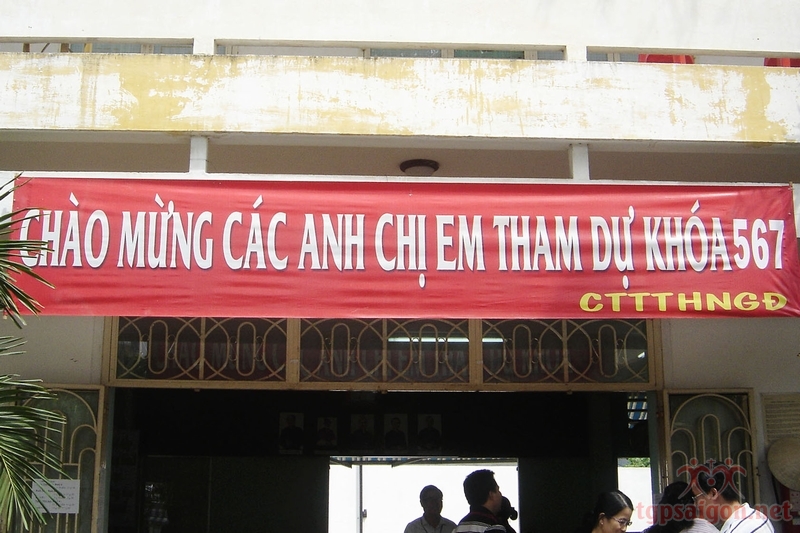 CHÀO MỪNG CÁC ANH CHỊ EM THAM DỰ KHÓA 567
CTTTHNGĐ
tgpsaigon.net